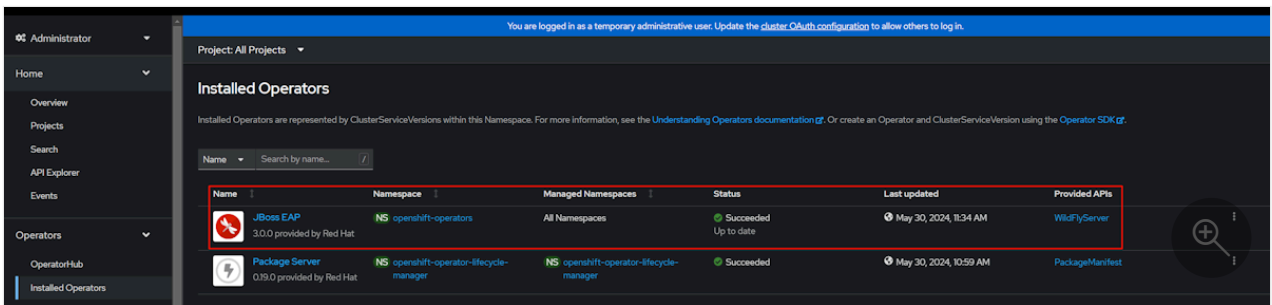 You are logged in as a temporary administrative user. Update the cluster OAuth configuration to allow others to log in.
Administrator
Project: All Projects
Home
Installed Operators
Overview
Installed Operators are represented by ClusterServiceVersions within this Namespace. For more information, see the Understanding Operators documentation. Or create an Operator and ClusterServiceVersion using the Operator SDK.
Projects
Search
Name Search by name... /
API Explorer
Events
Name Namespace Managed Namespaces Status Last updated Provided APIs
JBoss EAP NS openshift-operators All Namespaces Succeeded May 30, 2024, 11:34 AM WildFlyServer
3.0.0 provided by Red Hat Up to date
Operators
Package Server NS openshift-operator-lifecycle- NS openshift-operator-lifecycle- Succeeded May 30, 2024, 10:59 AM PackageManifest
OperatorHub
0.19.0 provided by Red Hat manager manager
Installed Operators